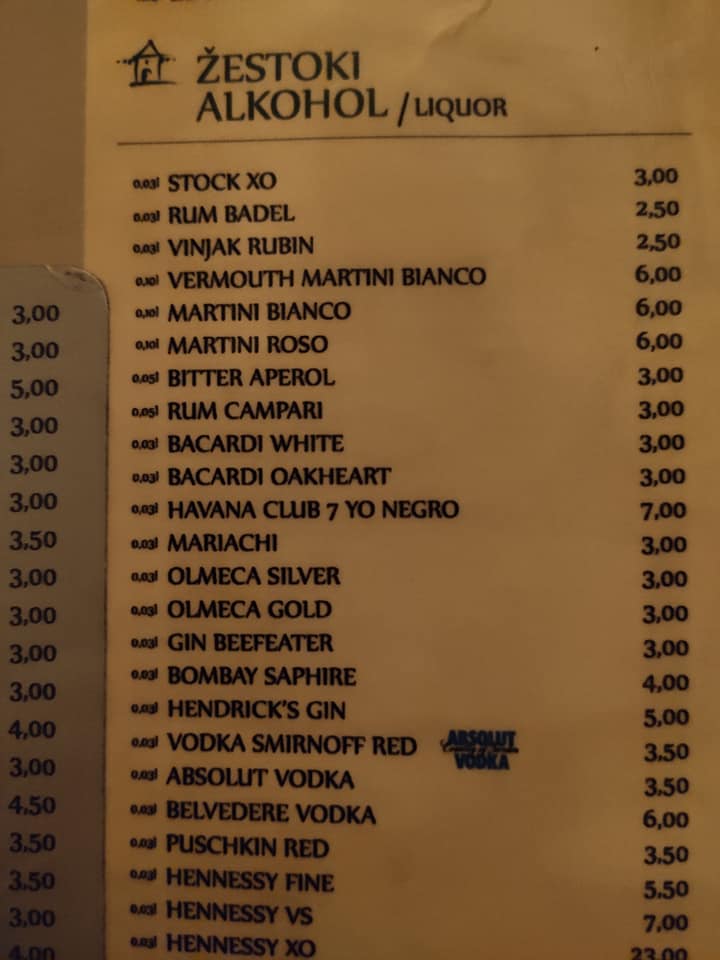 ŽESTOKI
ALKOHOL / LIQUOR
0,03l STOCK XO 3,00
0,03l RUM BADEL 2,50
0,03l VINJAK RUBIN 2,50
0,10l VERMOUTH MARTINI BIANCO 6,00
0,10l MARTINI BIANCO 6,00
0,10l MARTINI ROSO 6,00
0,05l BITTER APEROL 3,00
0,05l RUM CAMPARI 3,00
0,03l BACARDI WHITE 3,00
0,03l BACARDI OAKHEART 3,00
0,03l HAVANA CLUB 7 YO NEGRO 7,00
0,03l MARIACHI 3,00
0,03l OLMECA SILVER 3,00
0,03l OLMECA GOLD 3,00
0,03l GIN BEEFEATER 3,00
0,03l BOMBAY SAPHIRE 4,00
0,03l HENDRICK'S GIN 5,00
0,03l VODKA SMIRNOFF RED 3,50
ABSOLUT
VODKA
0,03l ABSOLUT VODKA 3,50
0,03l BELVEDERE VODKA 6,00
0,03l PUSCHKIN RED 3,50
0,03l HENNESSY FINE 5,50
0,03l HENNESSY VS 7,00
0,03l HENNESSY XO 23,00
3,00
3,00
5,00
3,00
3,00
3,00
3,50
3,00
3,00
3,00
3,00
4,00
3,00
4,50
3,50
3,50
3,00
4,00